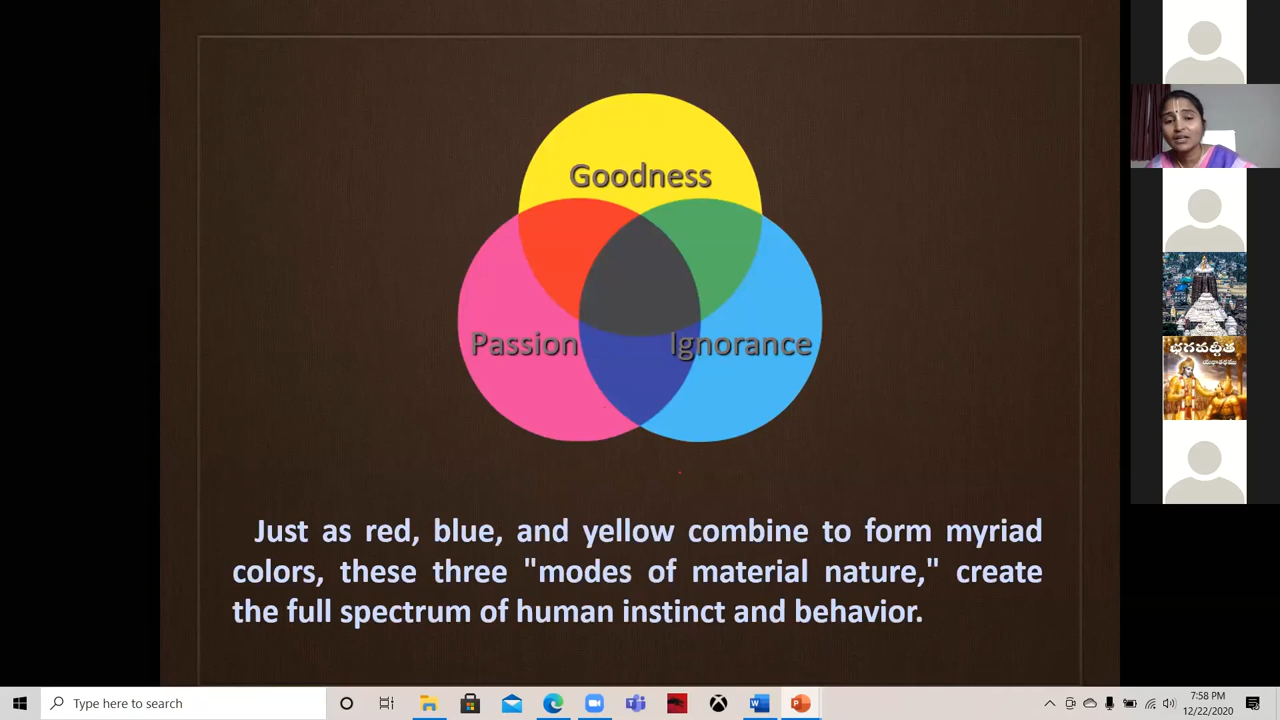 Goodness
Passion
Ignorance
Just as red, blue, and yellow combine to form myriad
colors, these three "modes of material nature," create
the full spectrum of human instinct and behavior.
భగవద్గీత
Type here to search
7:58 PM
12/22/2020